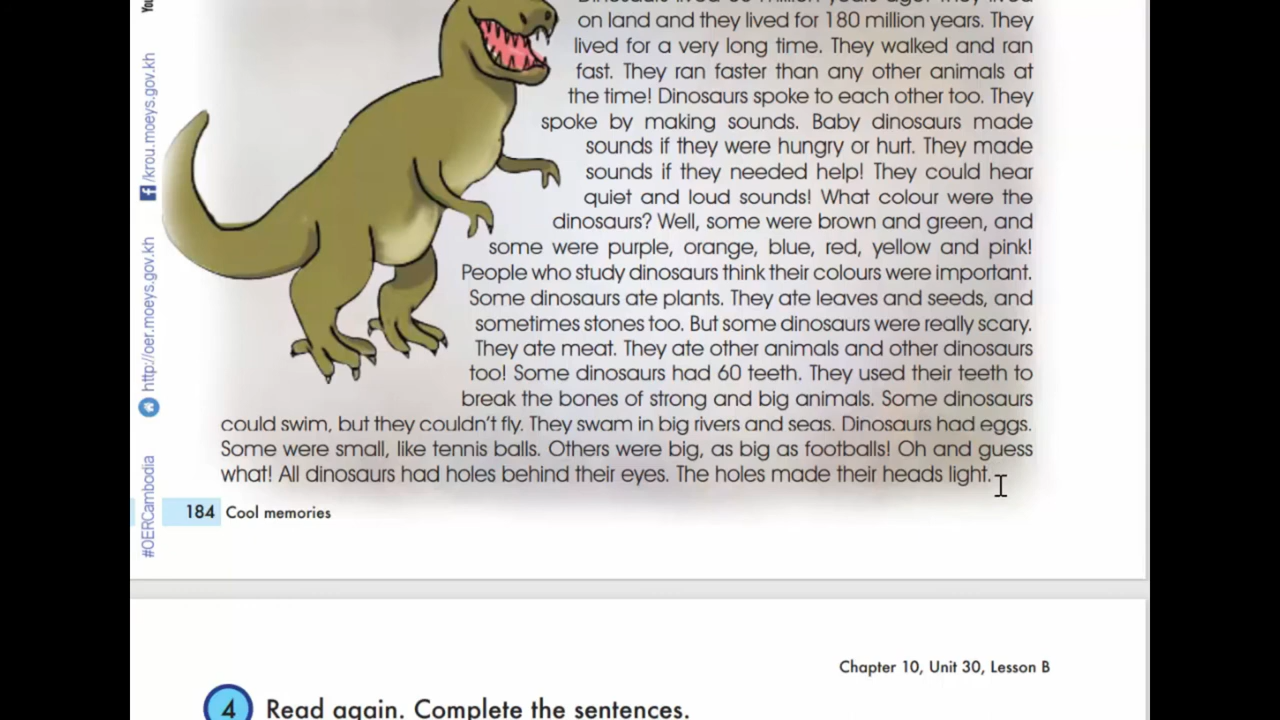 on land and they lived for 180 million years. They
lived for a very long time. They walked and ran
fast. They ran faster than any other animals at
the time! Dinosaurs spoke to each other too. They
spoke by making sounds. Baby dinosaurs made
sounds if they were hungry or hurt. They made
sounds if they needed help! They could hear
quiet and loud sounds! What colour were the
dinosaurs? Well, some were brown and green, and
some were purple, orange, blue, red, yellow and pink!
People who study dinosaurs think their colours were important.
Some dinosaurs ate plants. They ate leaves and seeds, and
sometimes stones too. But some dinosaurs were really scary.
They ate meat. They ate other animals and other dinosaurs
too! Some dinosaurs had 60 teeth. They used their teeth to
break the bones of strong and big animals. Some dinosaurs
could swim, but they couldn't fly. They swam in big rivers and seas. Dinosaurs had eggs.
Some were small, like tennis balls. Others were big, as big as footballs! Oh and guess
what! All dinosaurs had holes behind their eyes. The holes made their heads light.
184 Cool memories
/krou.moeys.gov.kh
http://oer.moeys.gov.kh
#OERCambodia
Chapter 10, Unit 30, Lesson B
4 Read again. Complete the sentences.